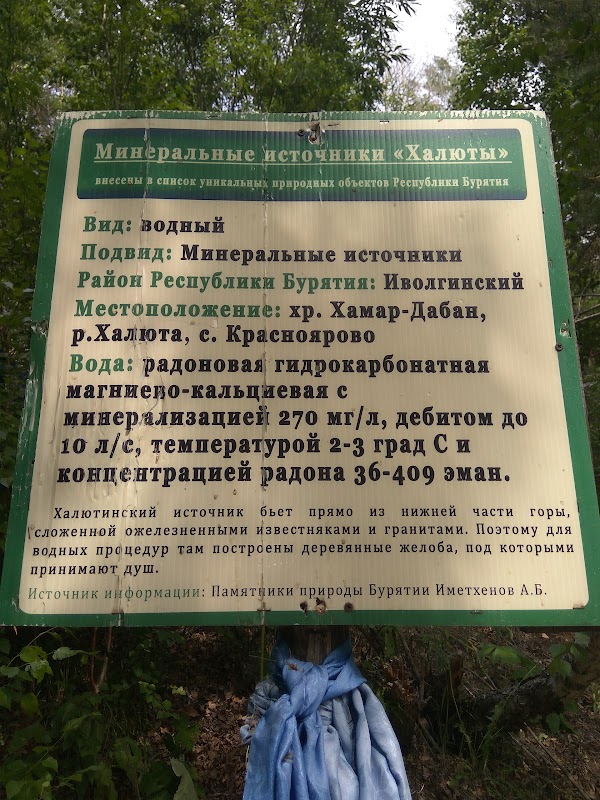 Минеральные источники «Халюты»
внесены в список уникальных природных объектов Республики Бурятия
Вид: водный
Подвид: Минеральные источники
Район Республики Бурятия: Иволгинский
Местоположение: хр. Хамар-Дабан,
р.Халюта, с. Красноярово
Вода: радоновая гидрокарбонатная
магниево-кальциевая с
минерализацией 270 мг/л, дебитом до
10 л/с, температурой 2-3 град С и
концентрацией радона 36-409 эман.
Халютинский источник бьет прямо из нижней части горы,
сложенной ожелезненными известняками и гранитами. Поэтому для
водных процедур там построены деревянные желоба, под которыми
принимают душ.
Источник информации: Памятники природы Бурятии Иметхенов А.Б.